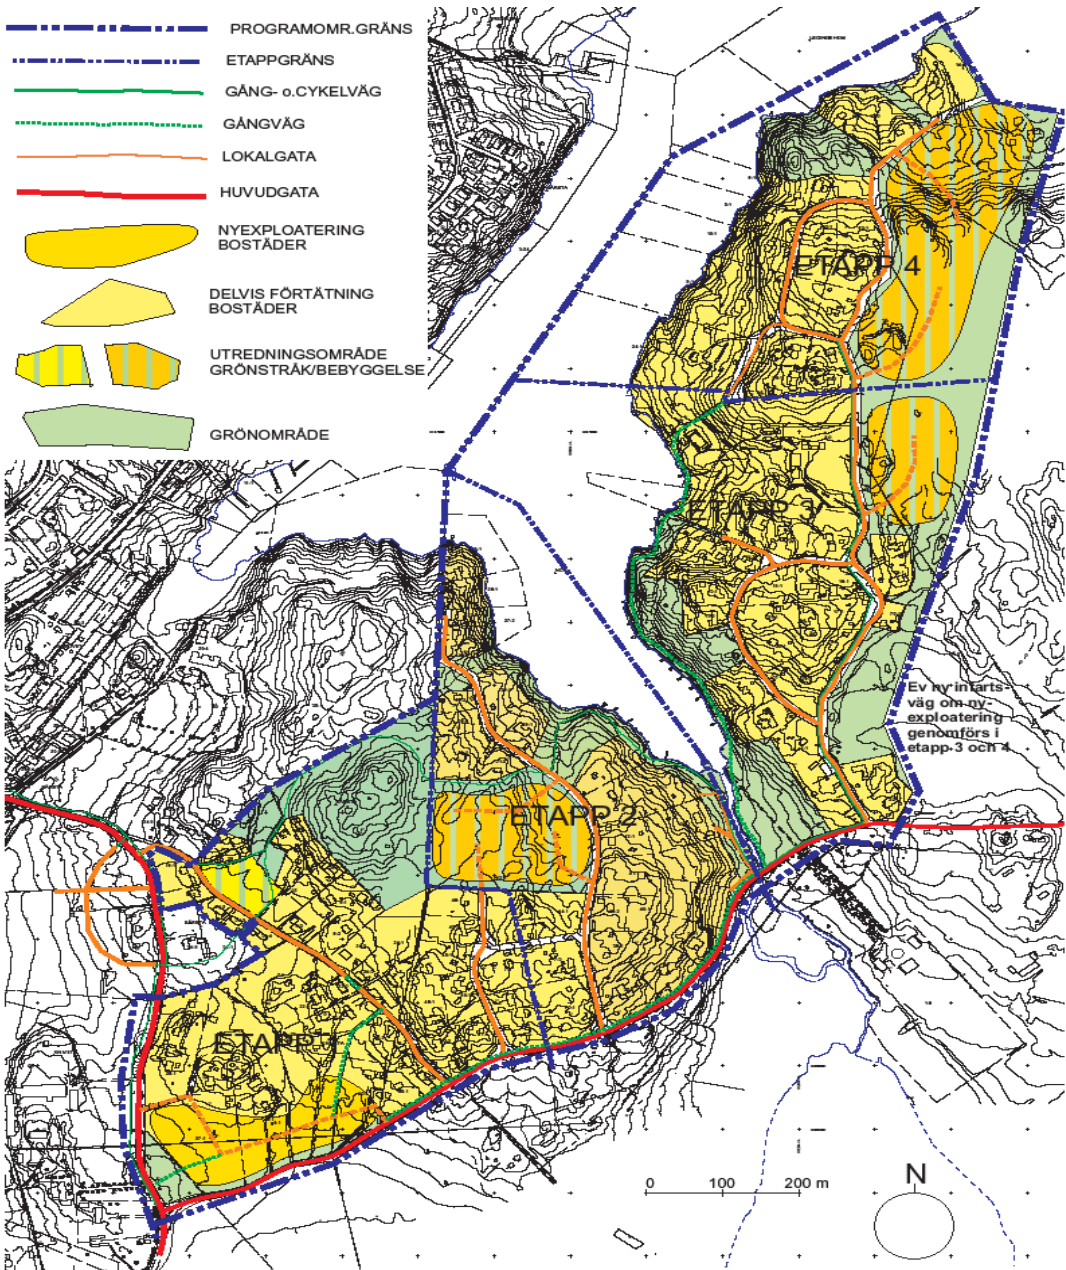 PROGRAMOMR.GRÄNS
ETAPPGRÄNS
GÅNG- o.CYKELVÄG
GÅNGVÄG
LOKALGATA
HUVUDGATA
NYEXPLOATERING
BOSTÄDER
DELVIS FÖRTÄTNING
BOSTÄDER
UTREDNINGSOMRÅDE
GRÖNSTRÅK/BEBYGGELSE
GRÖNOMRÅDE
ETAPP 4
ETAPP 3
Ev ny infarts-
väg om ny-
exploatering
genomförs i
etapp 3 och 4
ETAPP 2
ETAPP 1
N
0 100 200 m